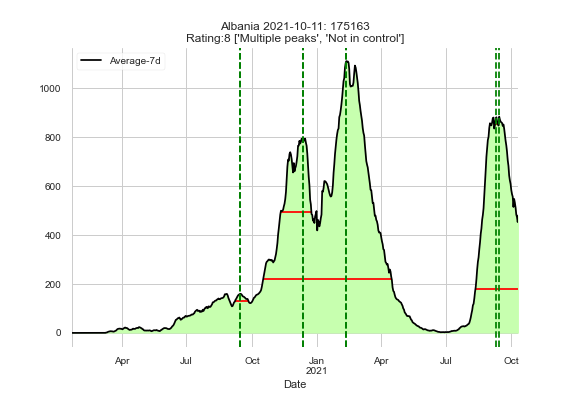 Albania 2021-10-11: 175163
Rating:8 ['Multiple peaks', 'Not in control']
Average-7d
1000
800
600
400
200
0
Apr Jul Oct Jan Apr Jul Oct
2021
Date